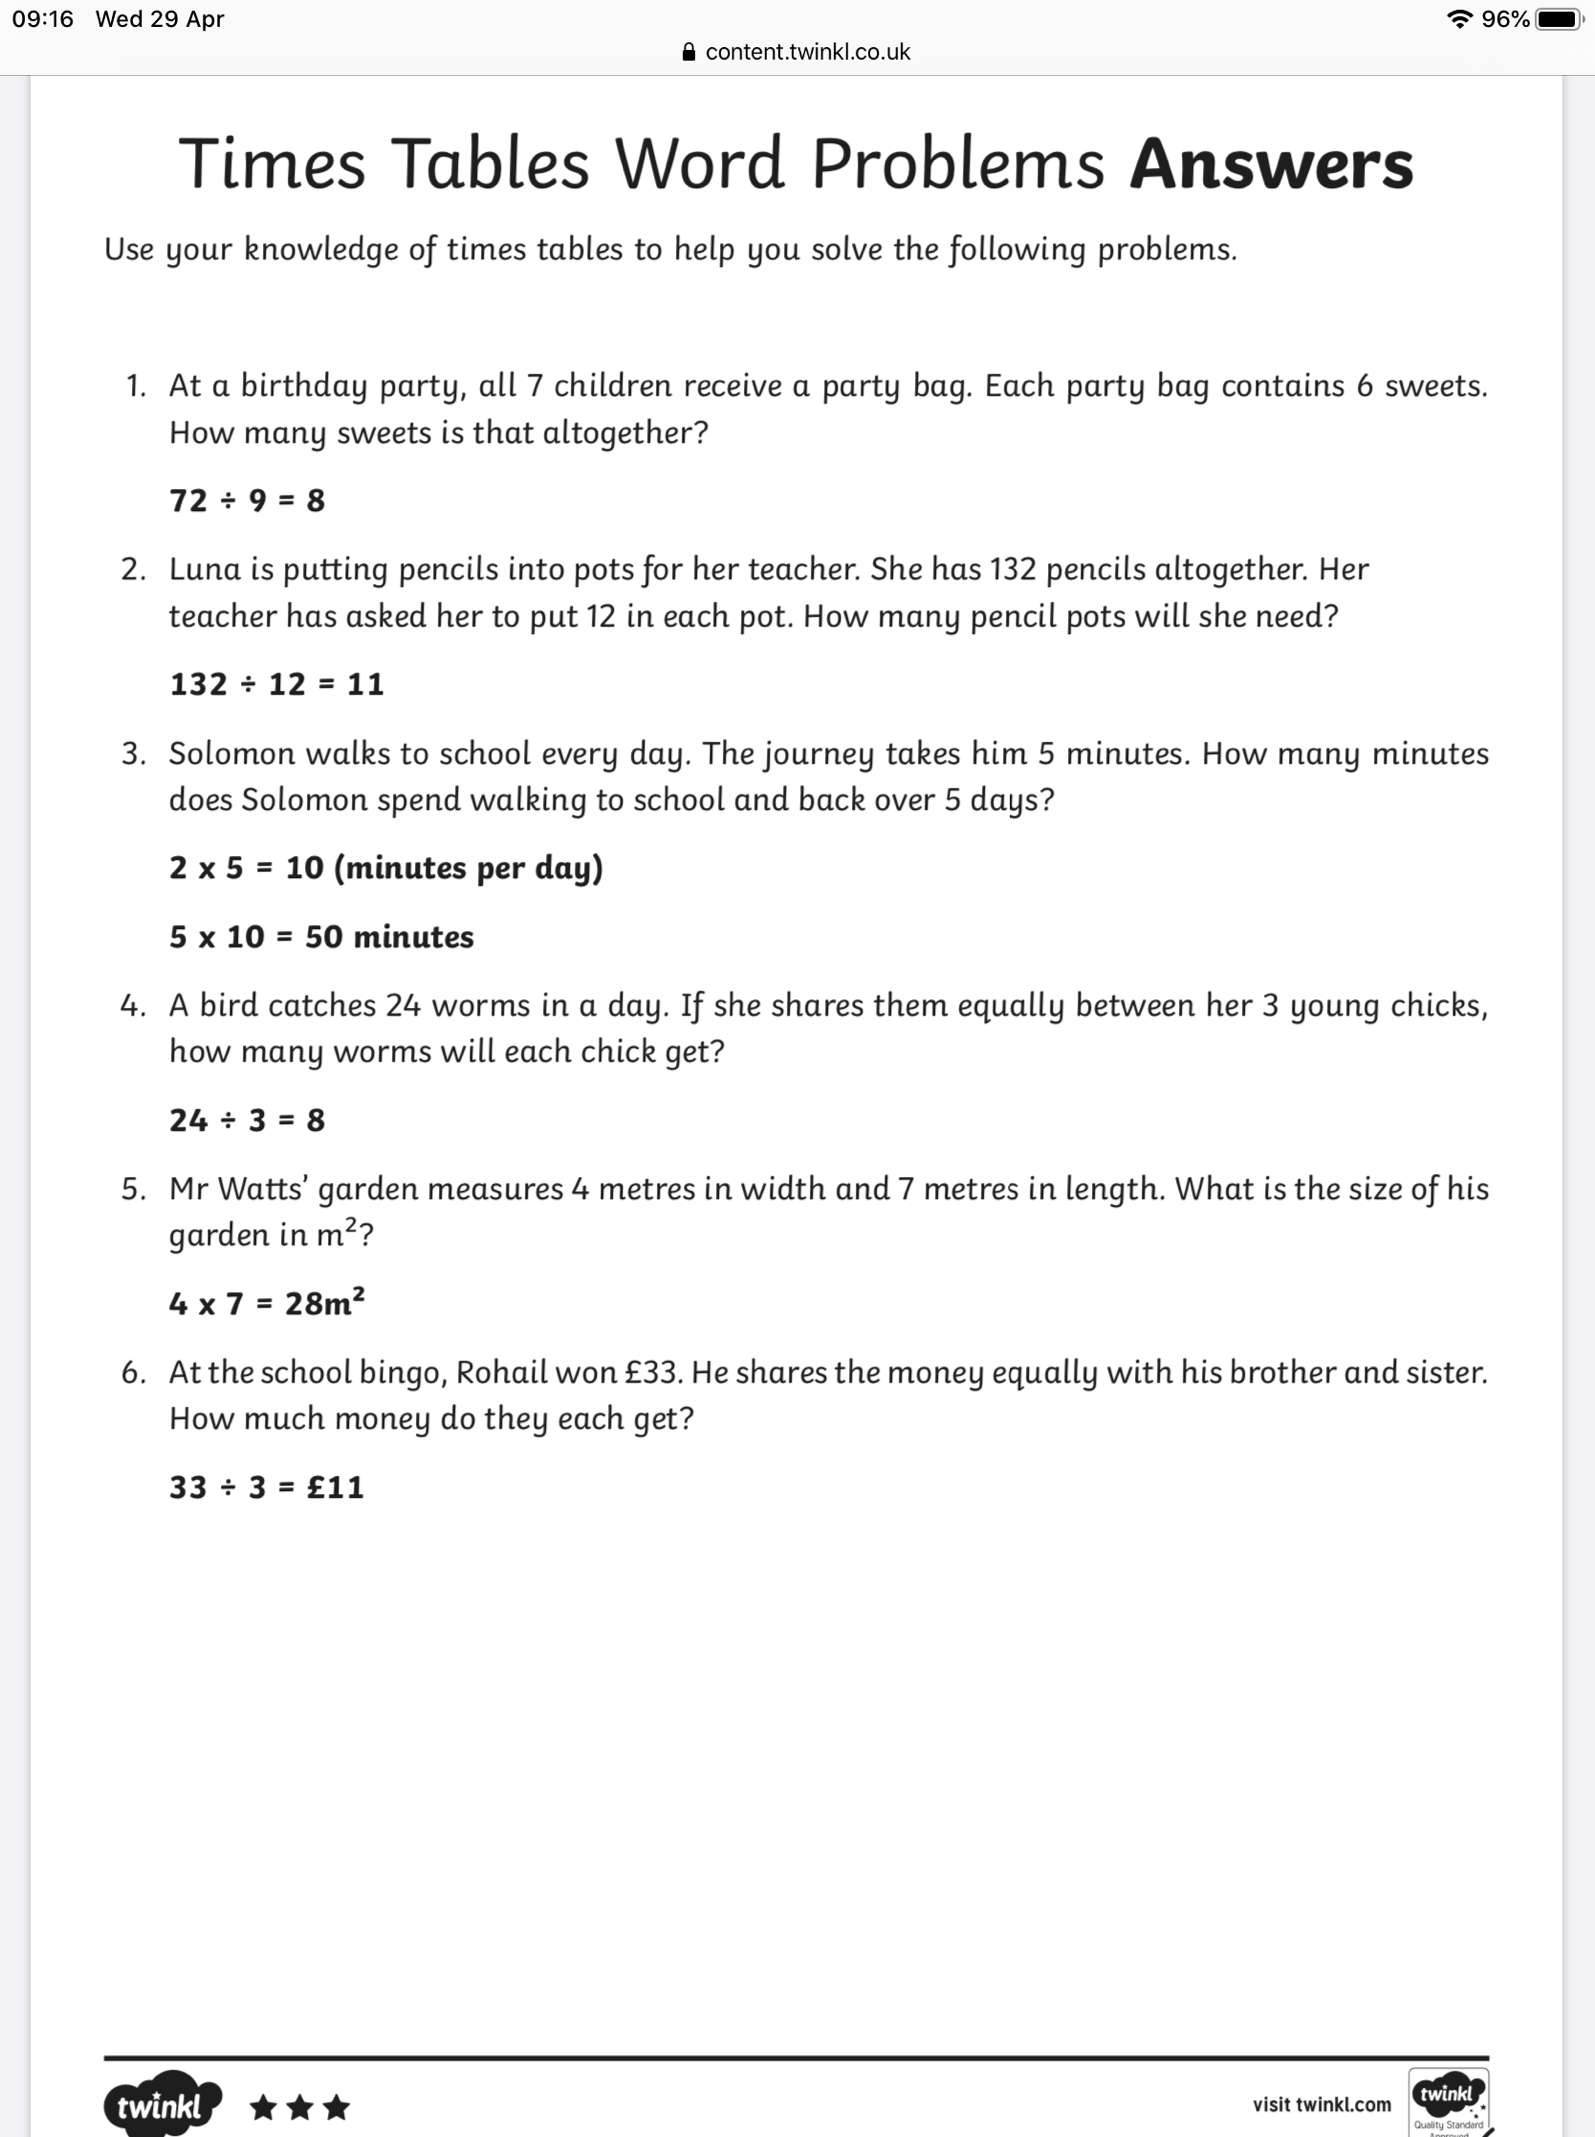 09:16 Wed 29 Apr
96%
content.twinkl.co.uk
Times Tables Word Problems Answers
Use your knowledge of times tables to help you solve the following problems.
1. At a birthday party, all 7 children receive a party bag. Each party bag contains 6 sweets.
How many sweets is that altogether?
72 ÷ 9 = 8
2. Luna is putting pencils into pots for her teacher. She has 132 pencils altogether. Her
teacher has asked her to put 12 in each pot. How many pencil pots will she need?
132 ÷ 12 = 11
3. Solomon walks to school every day. The journey takes him 5 minutes. How many minutes
does Solomon spend walking to school and back over 5 days?
2 x 5 = 10 (minutes per day)
5 x 10 = 50 minutes
4. A bird catches 24 worms in a day. If she shares them equally between her 3 young chicks,
how many worms will each chick get?
24 ÷ 3 = 8
5. Mr Watts’ garden measures 4 metres in width and 7 metres in length. What is the size of his
garden in m²?
4 x 7 = 28m²
6. At the school bingo, Rohail won £33. He shares the money equally with his brother and sister.
How much money do they each get?
33 ÷ 3 = £11
twinkl
visit twinkl.com
twinkl
Quality Standard
Approved